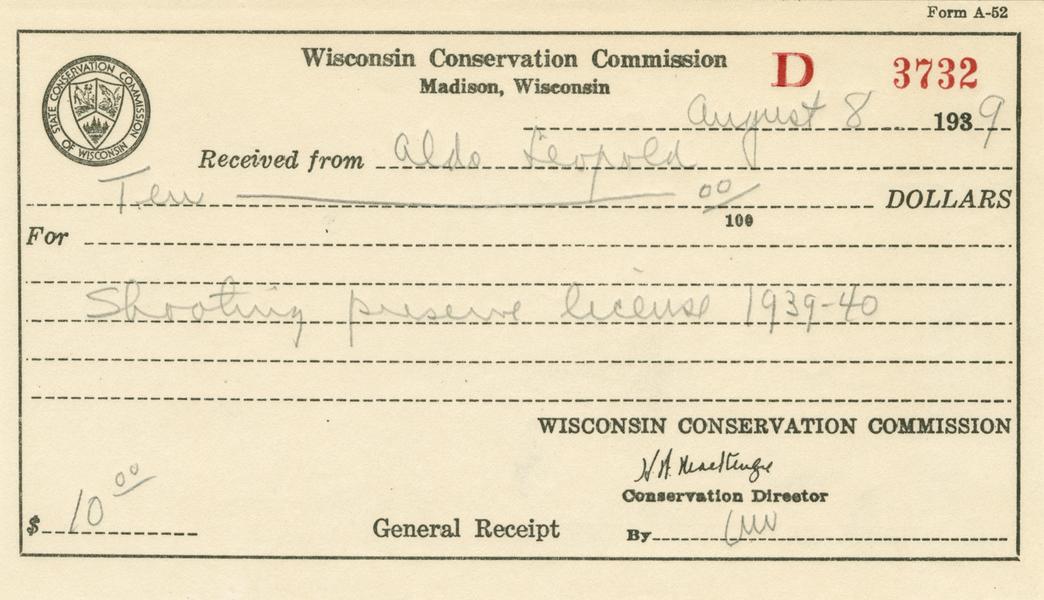 Form A-52
STATE CONSERVATION COMMISSION OF WISCONSIN
Wisconsin Conservation Commission D 3732
Madison, Wisconsin
August 8 1939
Received from Aldo Leopold
Ten 00/100 DOLLARS
For
Shooting preserve license 1939-40
WISCONSIN CONSERVATION COMMISSION
H. W. MacKenzie
Conservation Director
$ 10 00 General Receipt By